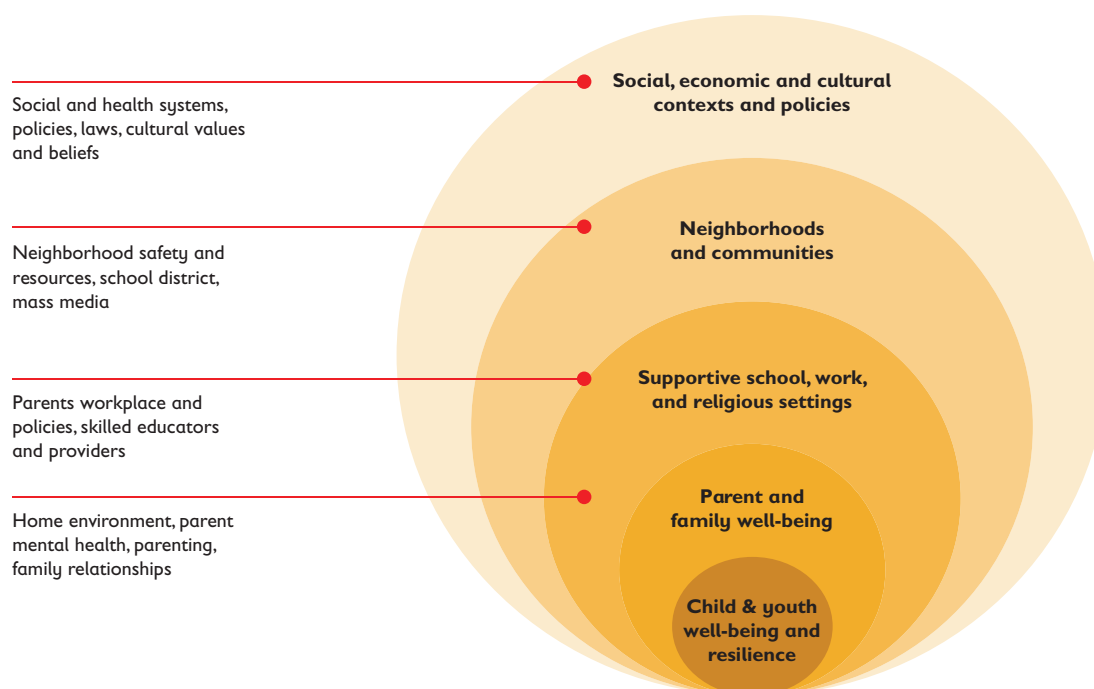 Social, economic and cultural
contexts and policies
Social and health systems,
policies, laws, cultural values
and beliefs
Neighborhoods
and communities
Neighborhood safety and
resources, school district,
mass media
Supportive school, work,
and religious settings
Parents workplace and
policies, skilled educators
and providers
Parent and
family well-being
Home environment, parent
mental health, parenting,
family relationships
Child & youth
well-being and
resilience